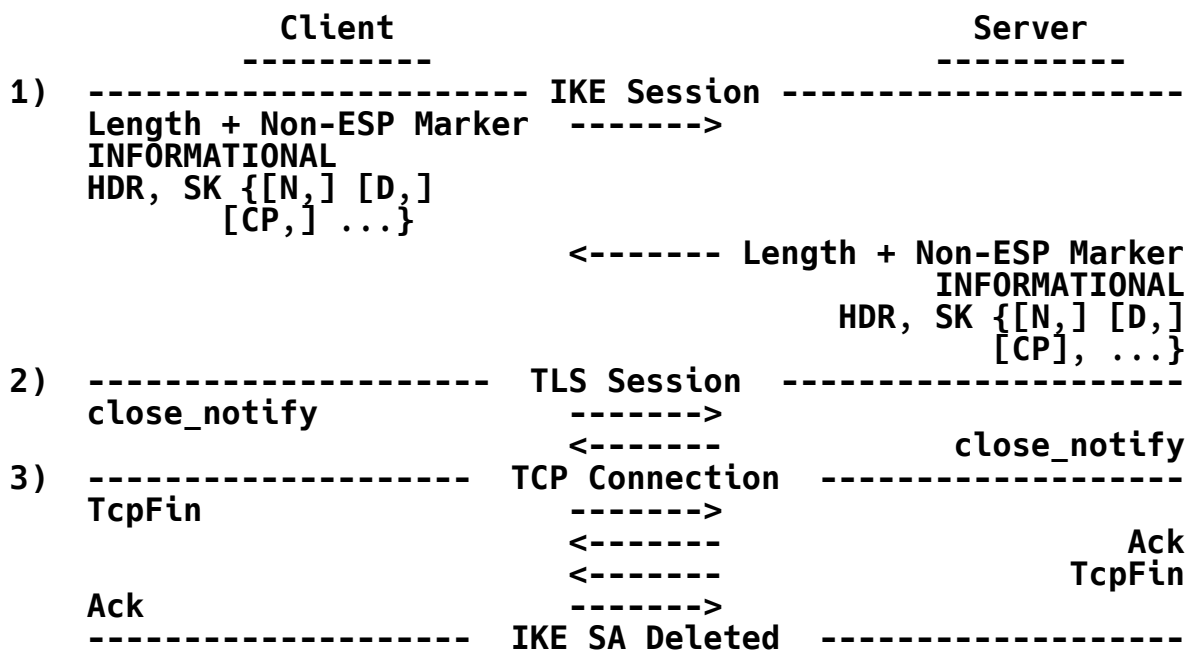 Client                              Server
----------                          ----------
1)  ----------------------- IKE Session ---------------------
Length + Non-ESP Marker  ------->
INFORMATIONAL
HDR, SK {[N,] [D,]
[CP,] ...}
<------- Length + Non-ESP Marker
INFORMATIONAL
HDR, SK {[N,] [D,]
[CP], ...}
2)  ---------------------  TLS Session  ---------------------
close_notify             ------->
<-------            close_notify
3)  --------------------  TCP Connection  -------------------
TcpFin                   ------->
<-------                     Ack
<-------                  TcpFin
Ack                      ------->
--------------------  IKE SA Deleted  -------------------